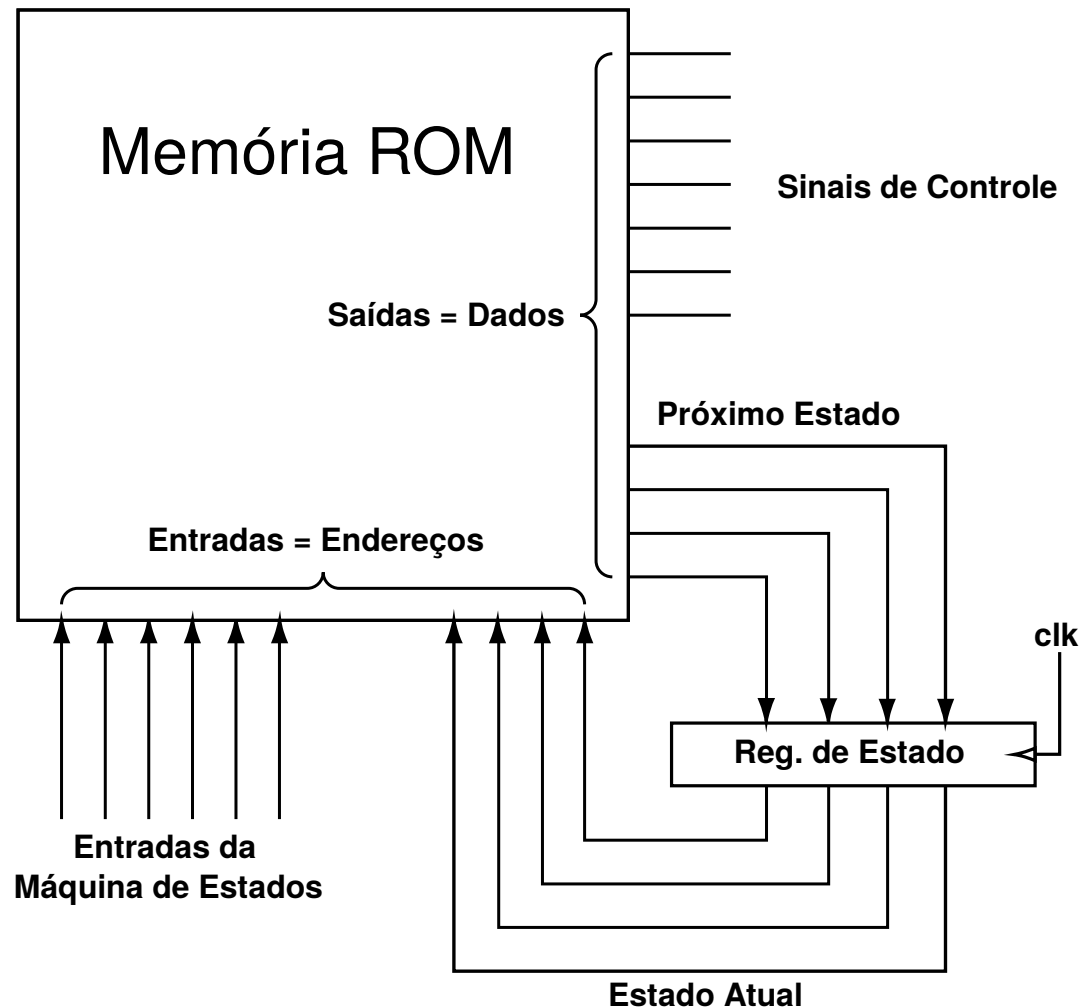 Memória ROM
Sinais de Controle
Saídas = Dados
Próximo Estado
Entradas = Endereços
clk
Reg. de Estado
Entradas da
Máquina de Estados
Estado Atual